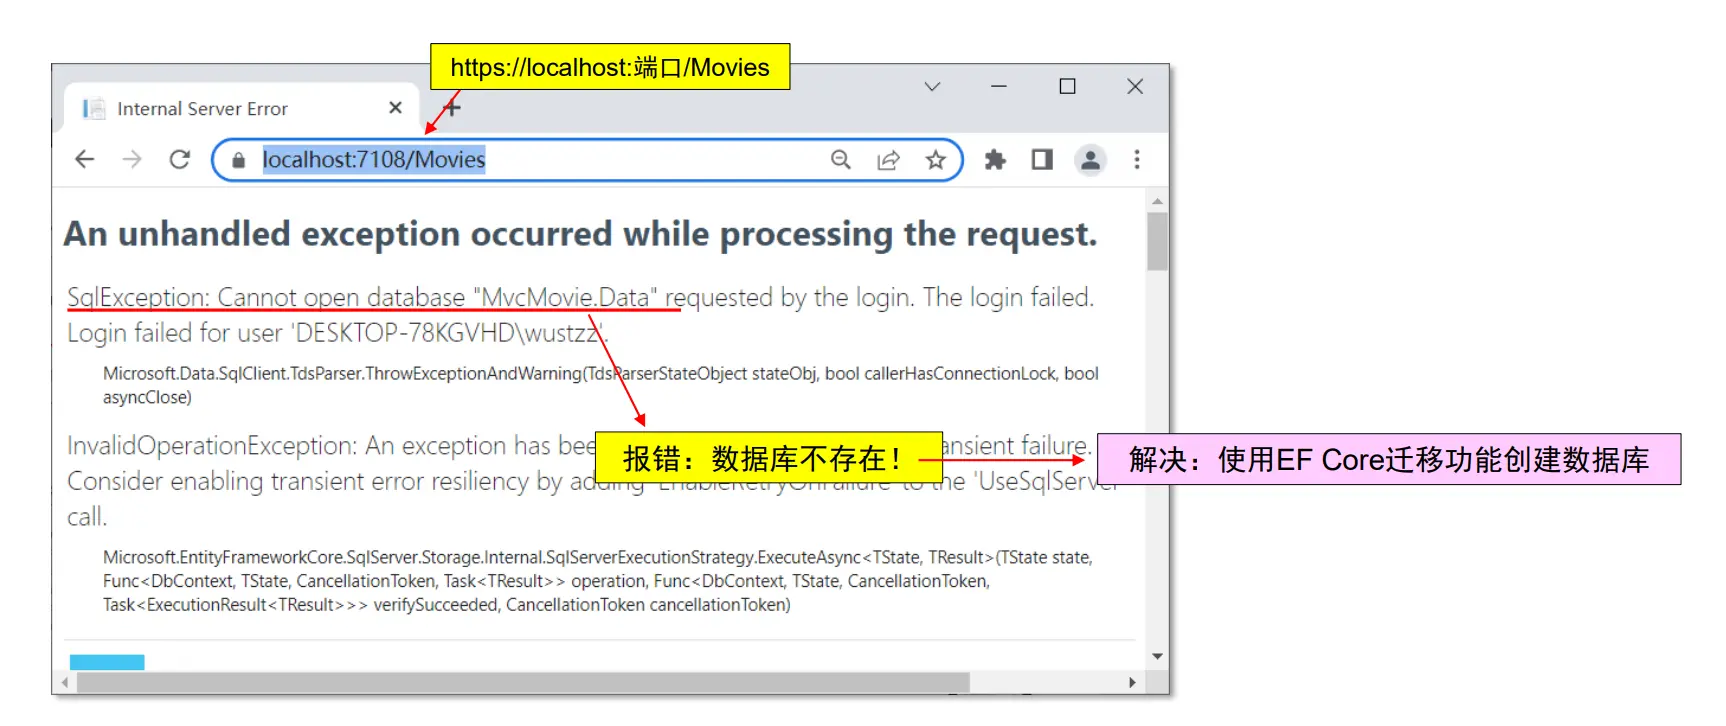 https://localhost:端口/Movies
Internal Server Error
localhost:7108/Movies
An unhandled exception occurred while processing the request.
SqlException: Cannot open database "MvcMovie.Data" requested by the login. The login failed.
Login failed for user 'DESKTOP-78KGVHD\wustzz'.
Microsoft.Data.SqlClient.TdsParser.ThrowExceptionAndWarning(TdsParserStateObject stateObj, bool callerHasConnectionLock, bool
asyncClose)
InvalidOperationException: An exception has bee ansient failure.
报错：数据库不存在！
解决：使用EF Core迁移功能创建数据库
Consider enabling transient error resiliency by adding 'EnableRetryOnFailure' to the 'UseSqlServer'
call.
Microsoft.EntityFrameworkCore.SqlServer.Storage.Internal.SqlServerExecutionStrategy.ExecuteAsync<TState, TResult>(TState state,
Func<DbContext, TState, CancellationToken, Task<TResult>> operation, Func<DbContext, TState, CancellationToken,
Task<ExecutionResult<TResult>>> verifySucceeded, CancellationToken cancellationToken)